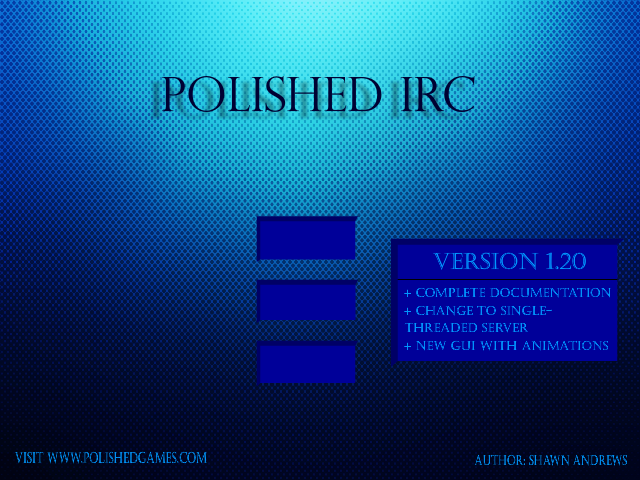 POLISHED IRC
VERSION 1.20
+ COMPLETE DOCUMENTATION
+ CHANGE TO SINGLE-
THREADED SERVER
+ NEW GUI WITH ANIMATIONS
VISIT WWW.POLISHEDGAMES.COM
AUTHOR: SHAWN ANDREWS